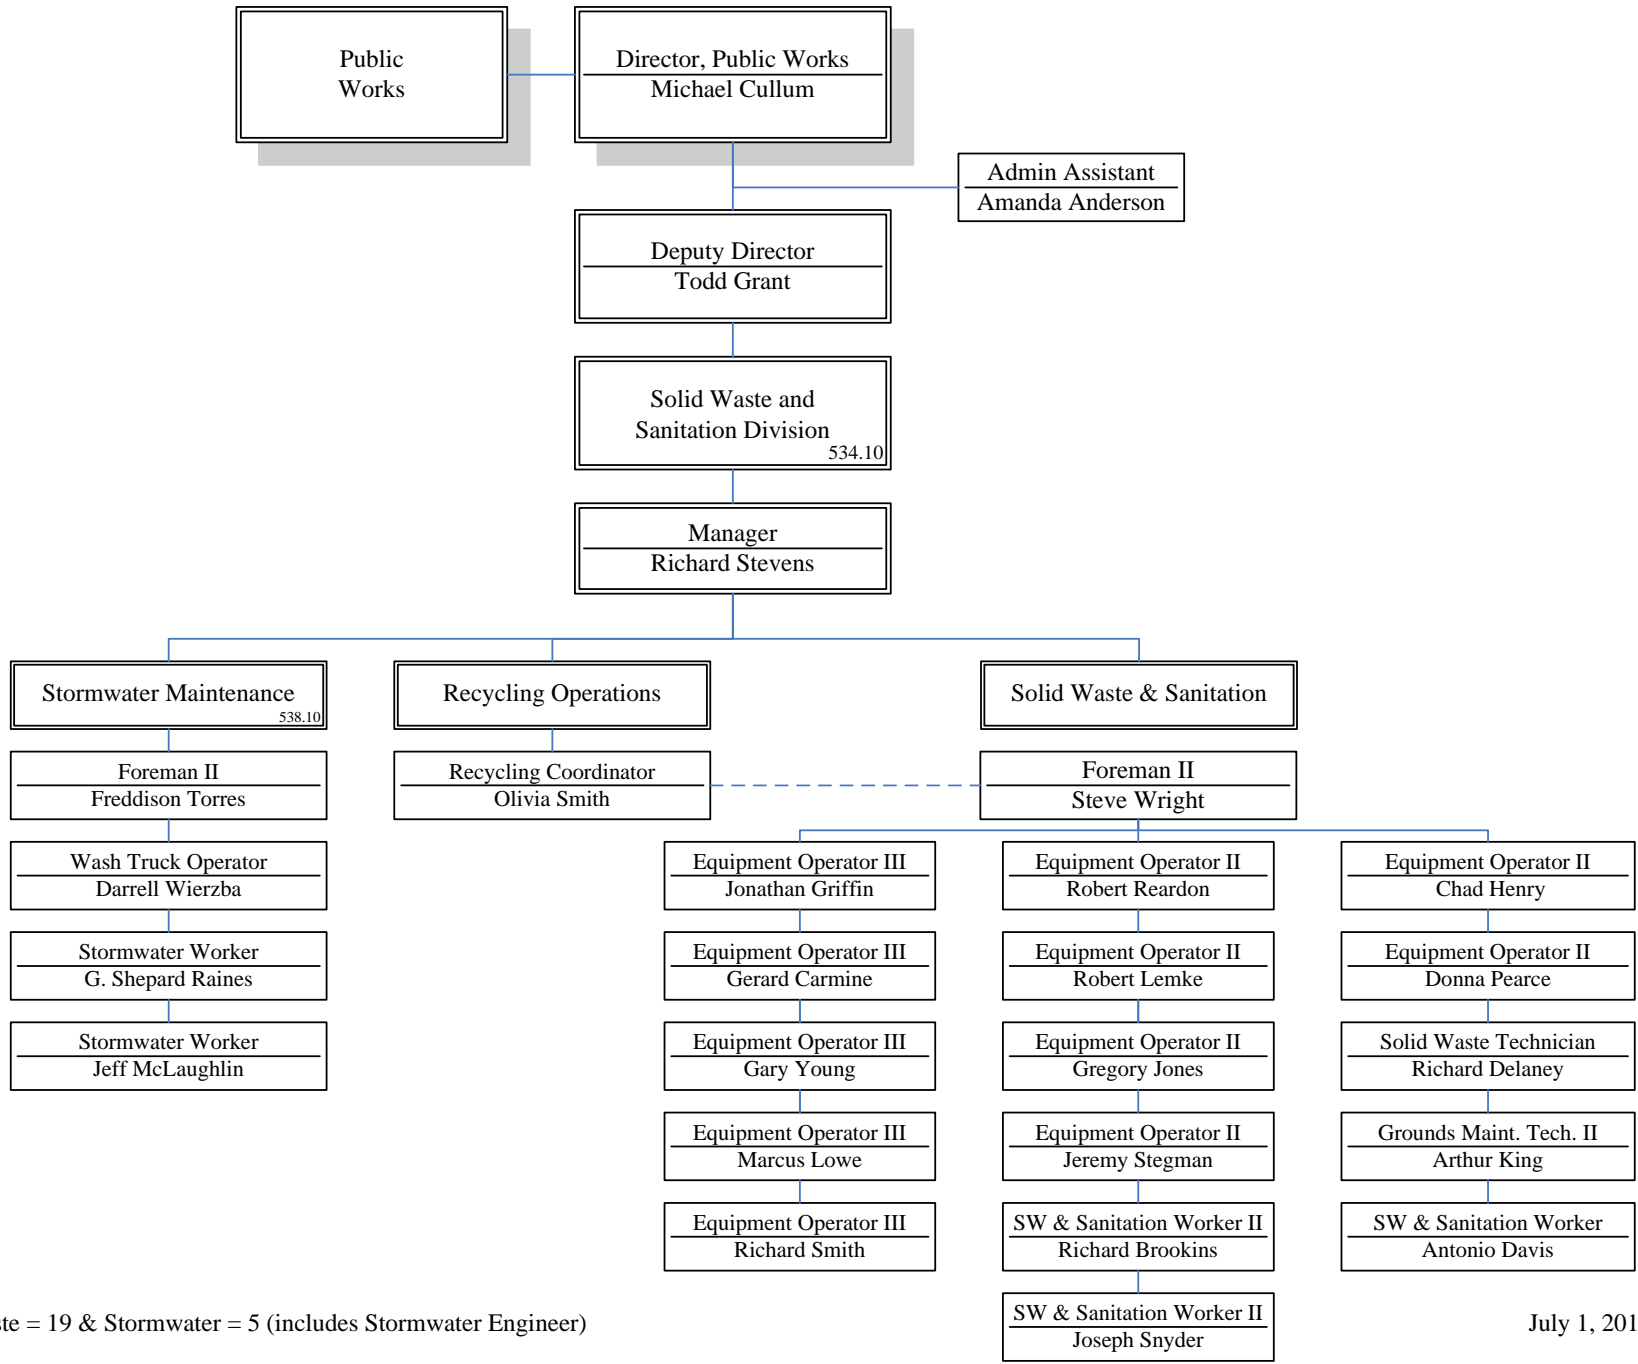 Public
Works
Director, Public Works
Michael Cullum
Admin Assistant
Amanda Anderson
Deputy Director
Todd Grant
Solid Waste and
Sanitation Division
534.10
Manager
Richard Stevens
Stormwater Maintenance
538.10
Recycling Operations
Solid Waste & Sanitation
Foreman II
Freddison Torres
Recycling Coordinator
Olivia Smith
Foreman II
Steve Wright
Wash Truck Operator
Darrell Wierzba
Stormwater Worker
G. Shepard Raines
Stormwater Worker
Jeff McLaughlin
Equipment Operator III
Jonathan Griffin
Equipment Operator III
Gerard Carmine
Equipment Operator III
Gary Young
Equipment Operator III
Marcus Lowe
Equipment Operator III
Richard Smith
Equipment Operator II
Robert Reardon
Equipment Operator II
Robert Lemke
Equipment Operator II
Gregory Jones
Equipment Operator II
Jeremy Stegman
SW & Sanitation Worker II
Richard Brookins
SW & Sanitation Worker II
Joseph Snyder
Equipment Operator II
Chad Henry
Equipment Operator II
Donna Pearce
Solid Waste Technician
Richard Delaney
Grounds Maint. Tech. II
Arthur King
SW & Sanitation Worker
Antonio Davis
= 19 & Stormwater = 5 (includes Stormwater Engineer)
July 1, 201